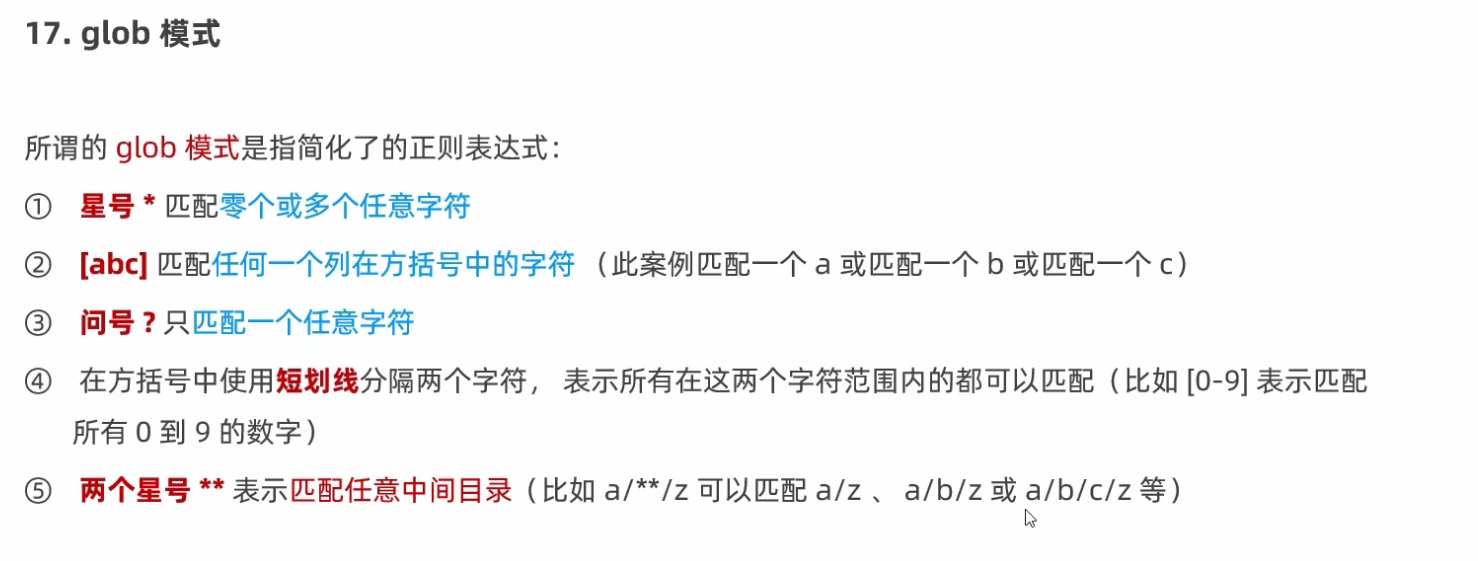 17. glob 模式
所谓的 glob 模式是指简化了的正则表达式：
① 星号 * 匹配零个或多个任意字符
② [abc] 匹配任何一个列在方括号中的字符 （此案例匹配一个 a 或匹配一个 b 或匹配一个 c）
③ 问号 ? 只匹配一个任意字符
④ 在方括号中使用短划线分隔两个字符， 表示所有在这两个字符范围内的都可以匹配（比如 [0-9] 表示匹配
所有 0 到 9 的数字）
⑤ 两个星号 ** 表示匹配任意中间目录（比如 a/**/z 可以匹配 a/z 、 a/b/z 或 a/b/c/z 等）